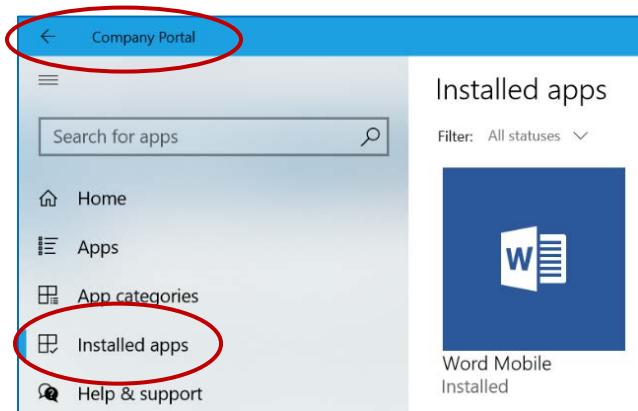 Company Portal
Search for apps
Home
Apps
App categories
Installed apps
Help & support
Installed apps
Filter: All statuses
W
Word Mobile
Installed